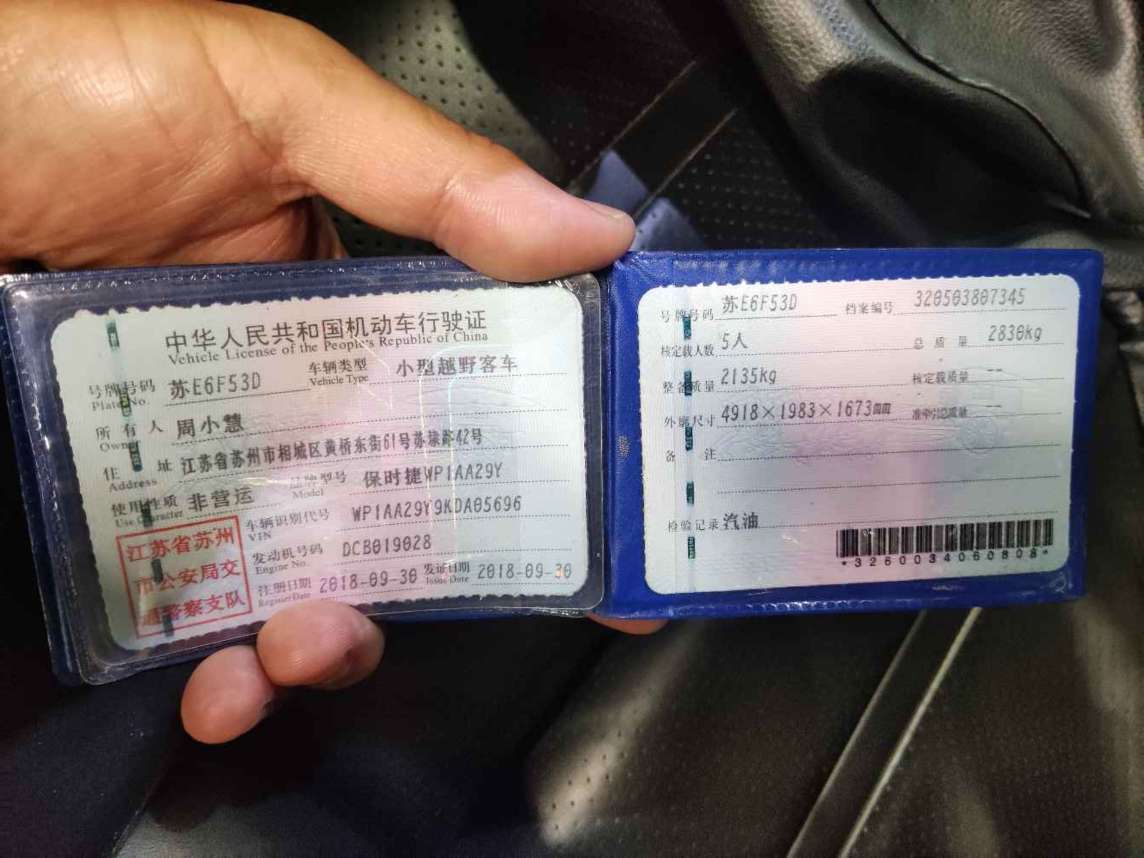 中华人民共和国机动车行驶证
Vehicle License of the People's Republic of China
号牌号码 苏E6F53D 车辆类型 小型越野客车
Plate No. Vehicle Type
所有人 周小慧
Owner
住址 江苏省苏州市相城区黄桥东街61号苏埭路42号
Address
使用性质 非营运 品牌型号 保时捷WP1AA29Y
Use Character Model
车辆识别代号 WP1AA29Y9KDA05696
VIN
发动机号码 DCB019028
Engine No.
注册日期 2018-09-30 发证日期 2018-09-30
Register Date Issue Date
江苏省苏州
市公安局交
通警察支队
号牌号码 苏E6F53D 档案编号 320503807345
核定载人数 5人 总质量 2830kg
整备质量 2135kg 核定载质量 --
外廓尺寸 4918×1983×1673mm 准牵引总质量 --
备注
检验记录 汽油
*3260034060808*